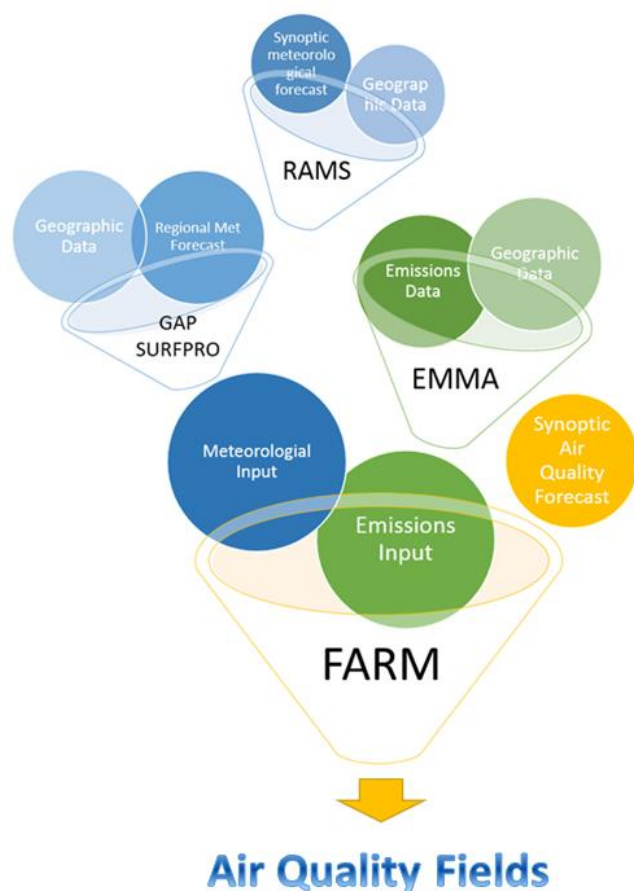 Synoptic
meteorolo
gical
forecast
Geograp
hic Data
RAMS
Geographic
Data
Regional Met
Forecast
GAP
SURFPRO
Emissions
Data
Geographic
Data
EMMA
Meteorologial
Input
Emissions
Input
Synoptic
Air
Quality
Forecast
FARM
Air Quality Fields